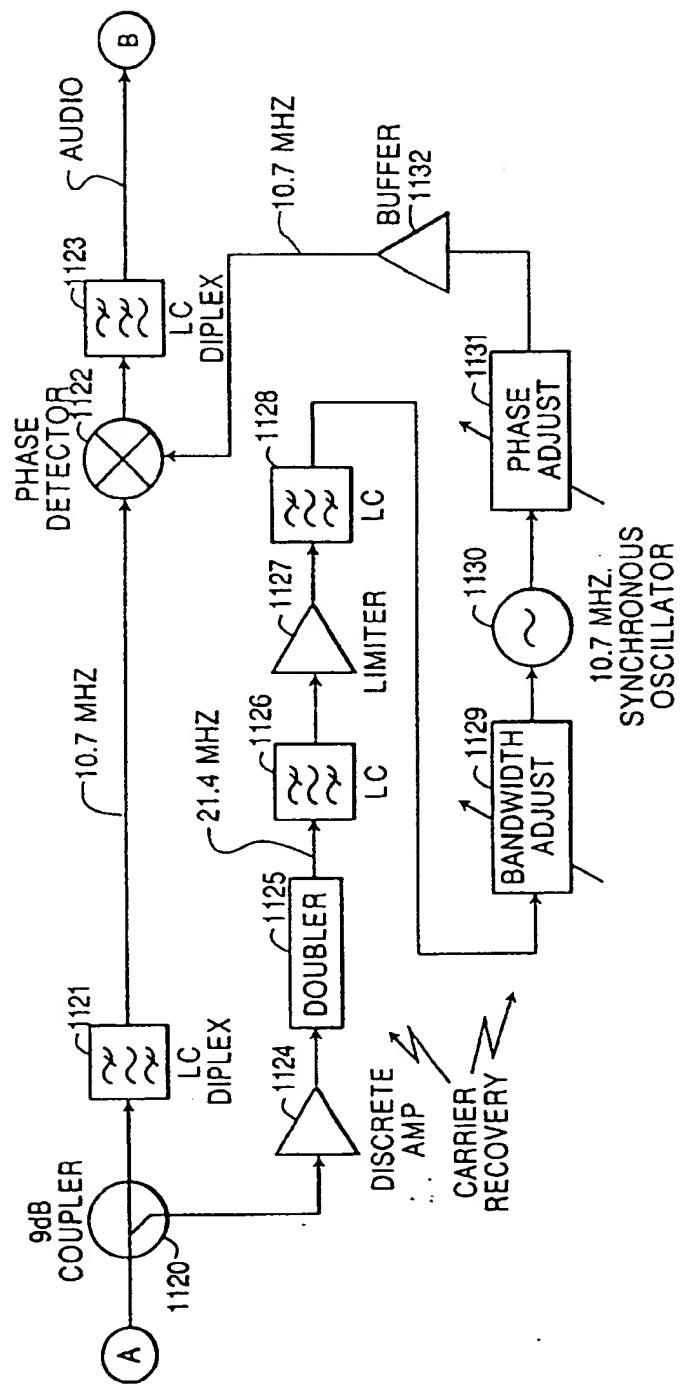 A
9dB
COUPLER
1120
1121
LC
DIPLEX
10.7 MHZ
PHASE
DETECTOR
1122
1123
LC
DIPLEX
AUDIO
B
DISCRETE
AMP
1124
DOUBLER
1125
21.4 MHZ
1126
LC
LIMITER
1127
1128
LC
10.7 MHZ
BUFFER
1132
CARRIER
RECOVERY
BANDWIDTH
ADJUST
1129
1130
10.7 MHZ.
SYNCHRONOUS
OSCILLATOR
PHASE
ADJUST
1131